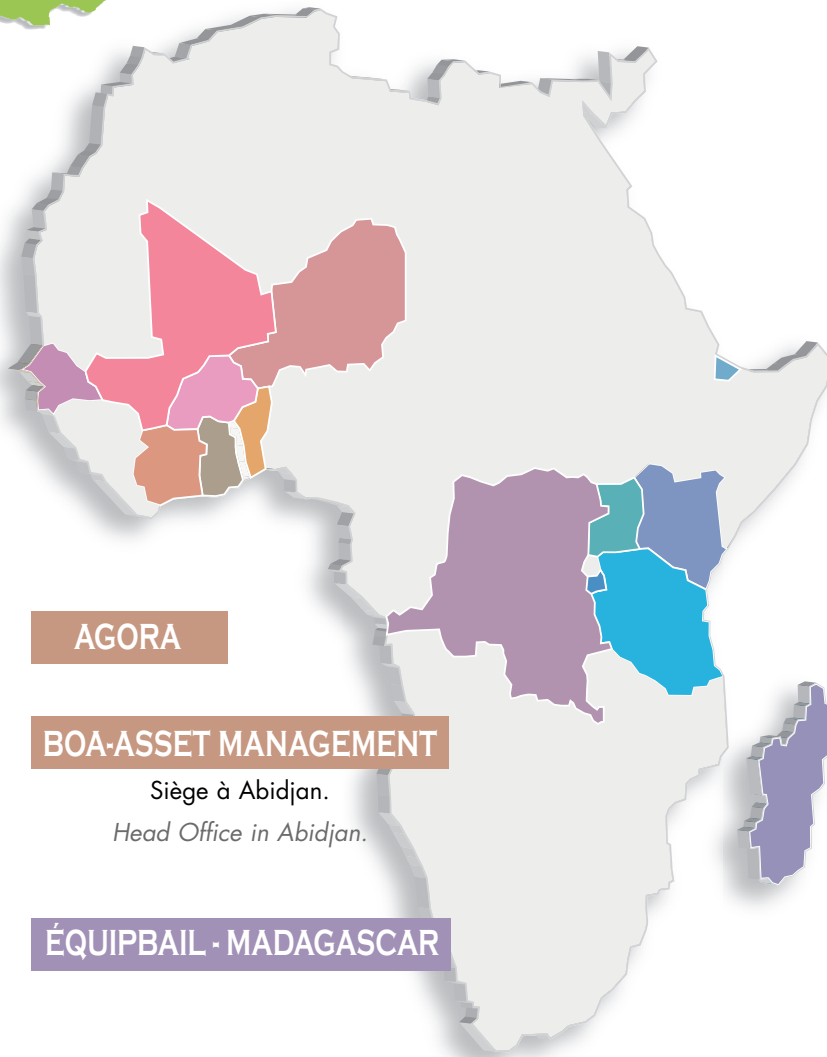 AGORA
BOA-ASSET MANAGEMENT
Siège à Abidjan.
Head Office in Abidjan.
ÉQUIPBAIL - MADAGASCAR